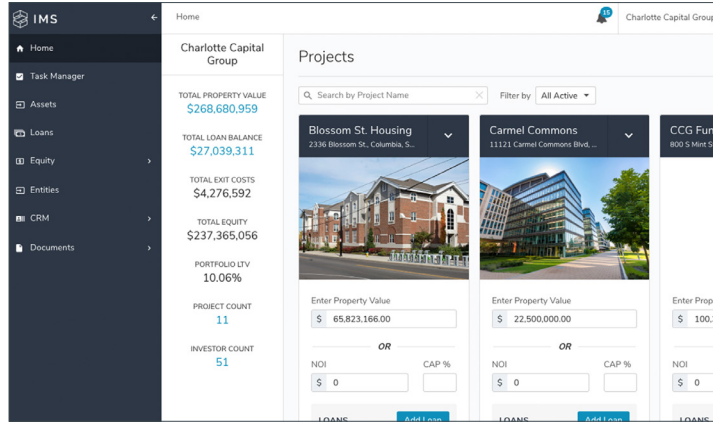 IMS
Home
Task Manager
Assets
Loans
Equity
Entities
CRM
Documents
Home
15
Charlotte Capital Group
Charlotte Capital
Group
TOTAL PROPERTY VALUE
$268,680,959
TOTAL LOAN BALANCE
$27,039,311
TOTAL EXIT COSTS
$4,276,592
TOTAL EQUITY
$237,365,056
PORTFOLIO LTV
10.06%
PROJECT COUNT
11
INVESTOR COUNT
51
Projects
Search by Project Name
Filter by All Active
Blossom St. Housing
2336 Blossom St., Columbia, S...
Enter Property Value
$ 65,823,166.00
OR
NOI CAP %
$ 0
LOANS Add Loan
Carmel Commons
11121 Carmel Commons Blvd, ...
Enter Property Value
$ 22,500,000.00
OR
NOI CAP %
$ 0
LOANS Add Loan
CCG Fun
800 S Mint S
Enter Prop
$ 100,
NOI
$ 0
LOANS